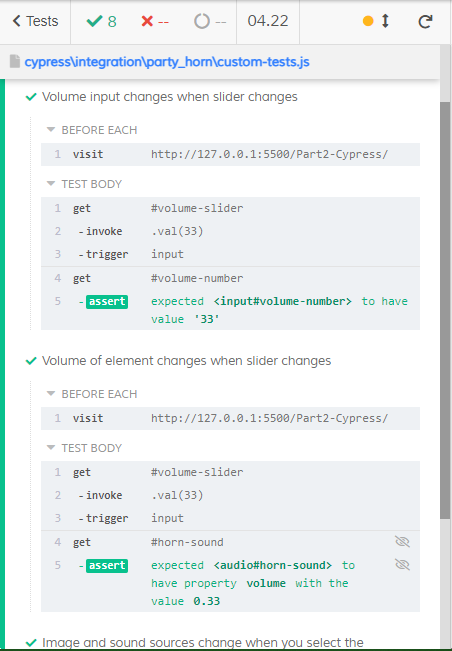 Tests 8 -- -- 04.22
cypress\integration\party_horn\custom-tests.js
Volume input changes when slider changes
BEFORE EACH
1 visit http://127.0.0.1:5500/Part2-Cypress/
TEST BODY
1 get #volume-slider
2 -invoke .val(33)
3 -trigger input
4 get #volume-number
5 -assert expected <input#volume-number> to have
value '33'
Volume of element changes when slider changes
BEFORE EACH
1 visit http://127.0.0.1:5500/Part2-Cypress/
TEST BODY
1 get #volume-slider
2 -invoke .val(33)
3 -trigger input
4 get #horn-sound
5 -assert expected <audio#horn-sound> to
have property volume with the
value 0.33
Image and sound sources change when you select the